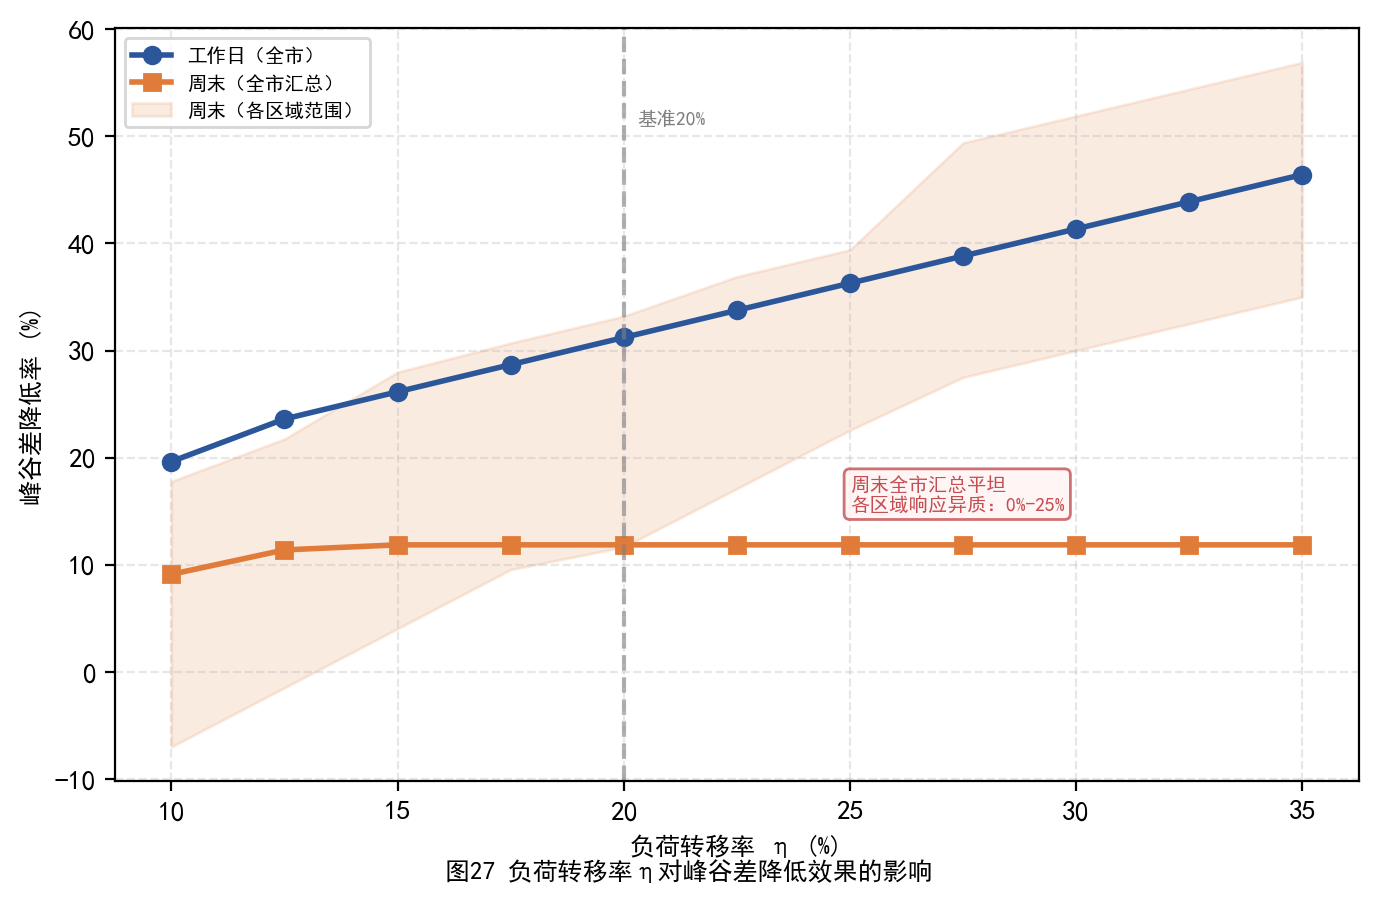 60
50
40
30
20
10
0
−10
峰谷差降低率 (%)
工作日（全市）
周末（全市汇总）
周末（各区域范围）
基准20%
周末全市汇总平坦
各区域响应异质：0%-25%
10 15 20 25 30 35
负荷转移率 η (%)
图27 负荷转移率η对峰谷差降低效果的影响